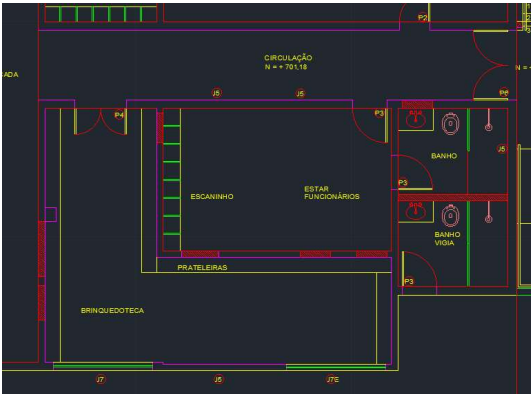 P2
CIRCULAÇÃO
N = + 701,18
N = +
CADA
J5
J5
P6
P4
P3
J5
BANHO
P3
ESCANINHO
ESTAR
FUNCIONÁRIOS
BANHO
VIGIA
PRATELEIRAS
P3
BRINQUEDOTECA
J7
J5
J7E